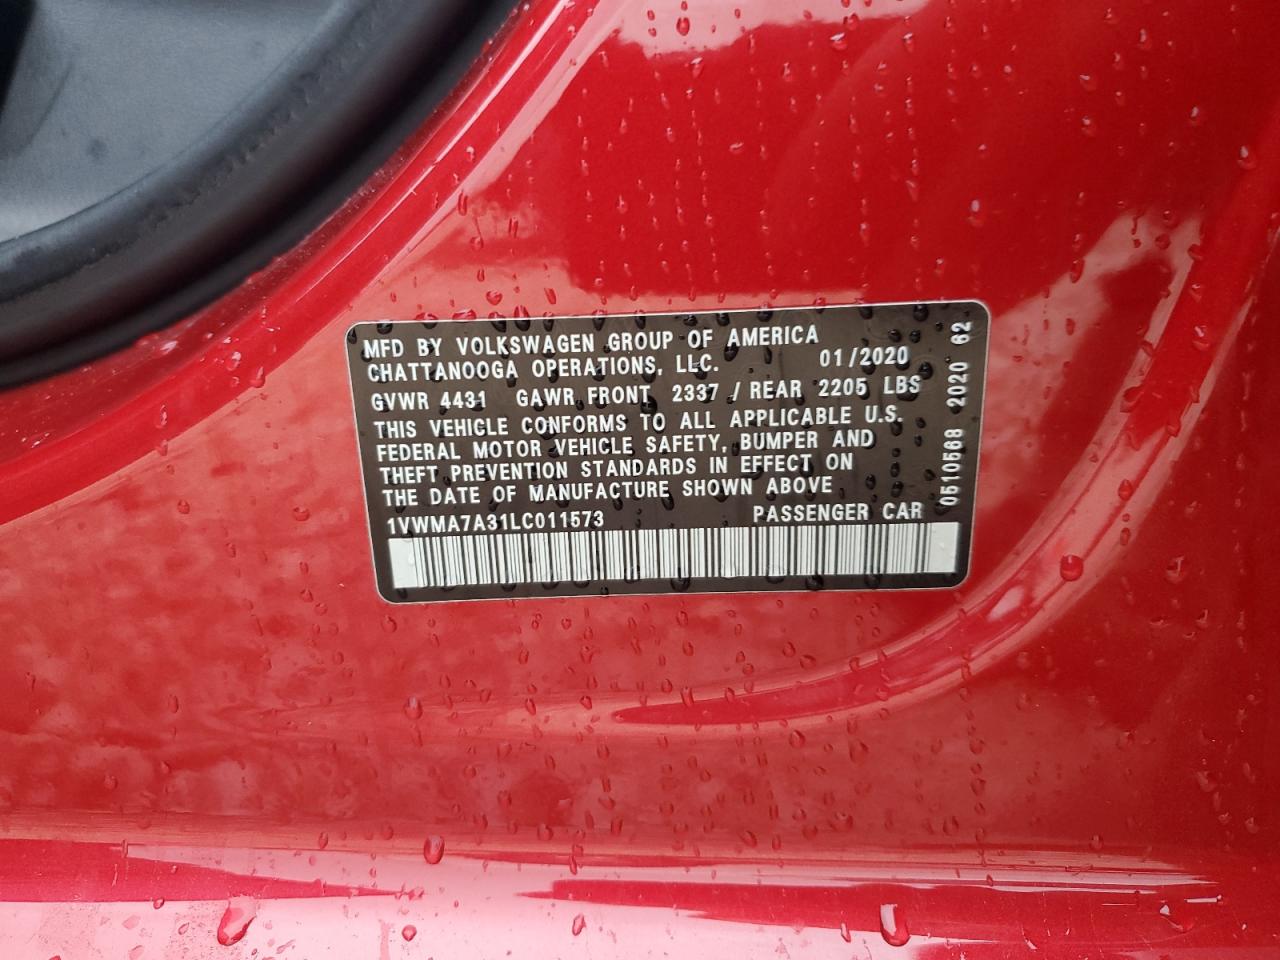 MFD BY VOLKSWAGEN GROUP OF AMERICA
CHATTANOOGA OPERATIONS, LLC. 01/2020
GVWR 4431 GAWR FRONT 2337 / REAR 2205 LBS
THIS VEHICLE CONFORMS TO ALL APPLICABLE U.S.
FEDERAL MOTOR VEHICLE SAFETY, BUMPER AND
THEFT PREVENTION STANDARDS IN EFFECT ON
THE DATE OF MANUFACTURE SHOWN ABOVE
1VWMA7A31LC011573 PASSENGER CAR
0510568 2020 62